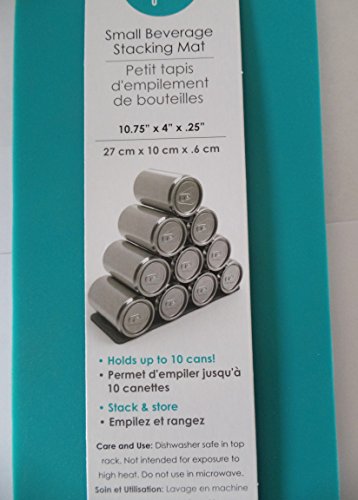 Small Beverage
Stacking Mat
Petit tapis
d'empilement
de bouteilles
10.75" x 4" x .25"
27 cm x 10 cm x .6 cm
• Holds up to 10 cans!
• Permet d'empiler jusqu'à
10 canettes
• Stack & store
• Empilez et rangez
Care and Use: Dishwasher safe in top
rack. Not intended for exposure to
high heat. Do not use in microwave.
Soin et Utilisation: Lavage en machine